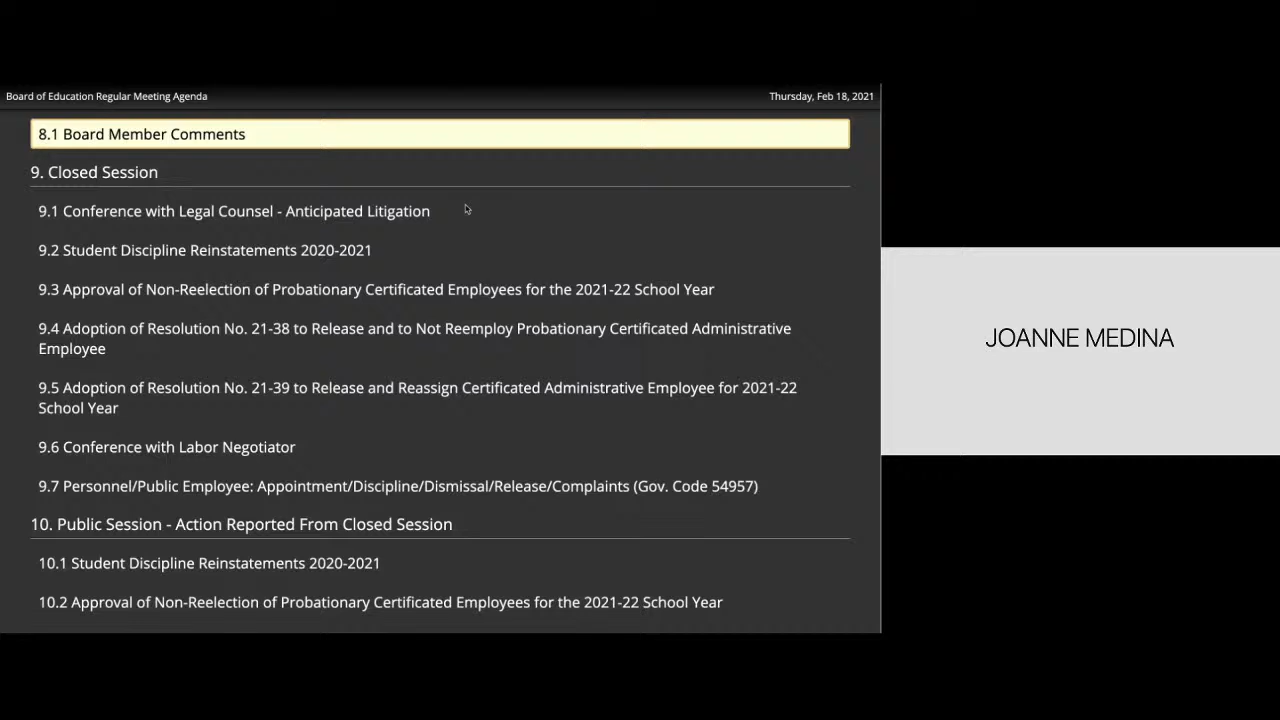 Board of Education Regular Meeting Agenda
Thursday, Feb 18, 2021
8.1 Board Member Comments
9. Closed Session
9.1 Conference with Legal Counsel - Anticipated Litigation
9.2 Student Discipline Reinstatements 2020-2021
9.3 Approval of Non-Reelection of Probationary Certificated Employees for the 2021-22 School Year
9.4 Adoption of Resolution No. 21-38 to Release and to Not Reemploy Probationary Certificated Administrative
Employee
9.5 Adoption of Resolution No. 21-39 to Release and Reassign Certificated Administrative Employee for 2021-22
School Year
9.6 Conference with Labor Negotiator
9.7 Personnel/Public Employee: Appointment/Discipline/Dismissal/Release/Complaints (Gov. Code 54957)
10. Public Session - Action Reported From Closed Session
10.1 Student Discipline Reinstatements 2020-2021
10.2 Approval of Non-Reelection of Probationary Certificated Employees for the 2021-22 School Year
JOANNE MEDINA